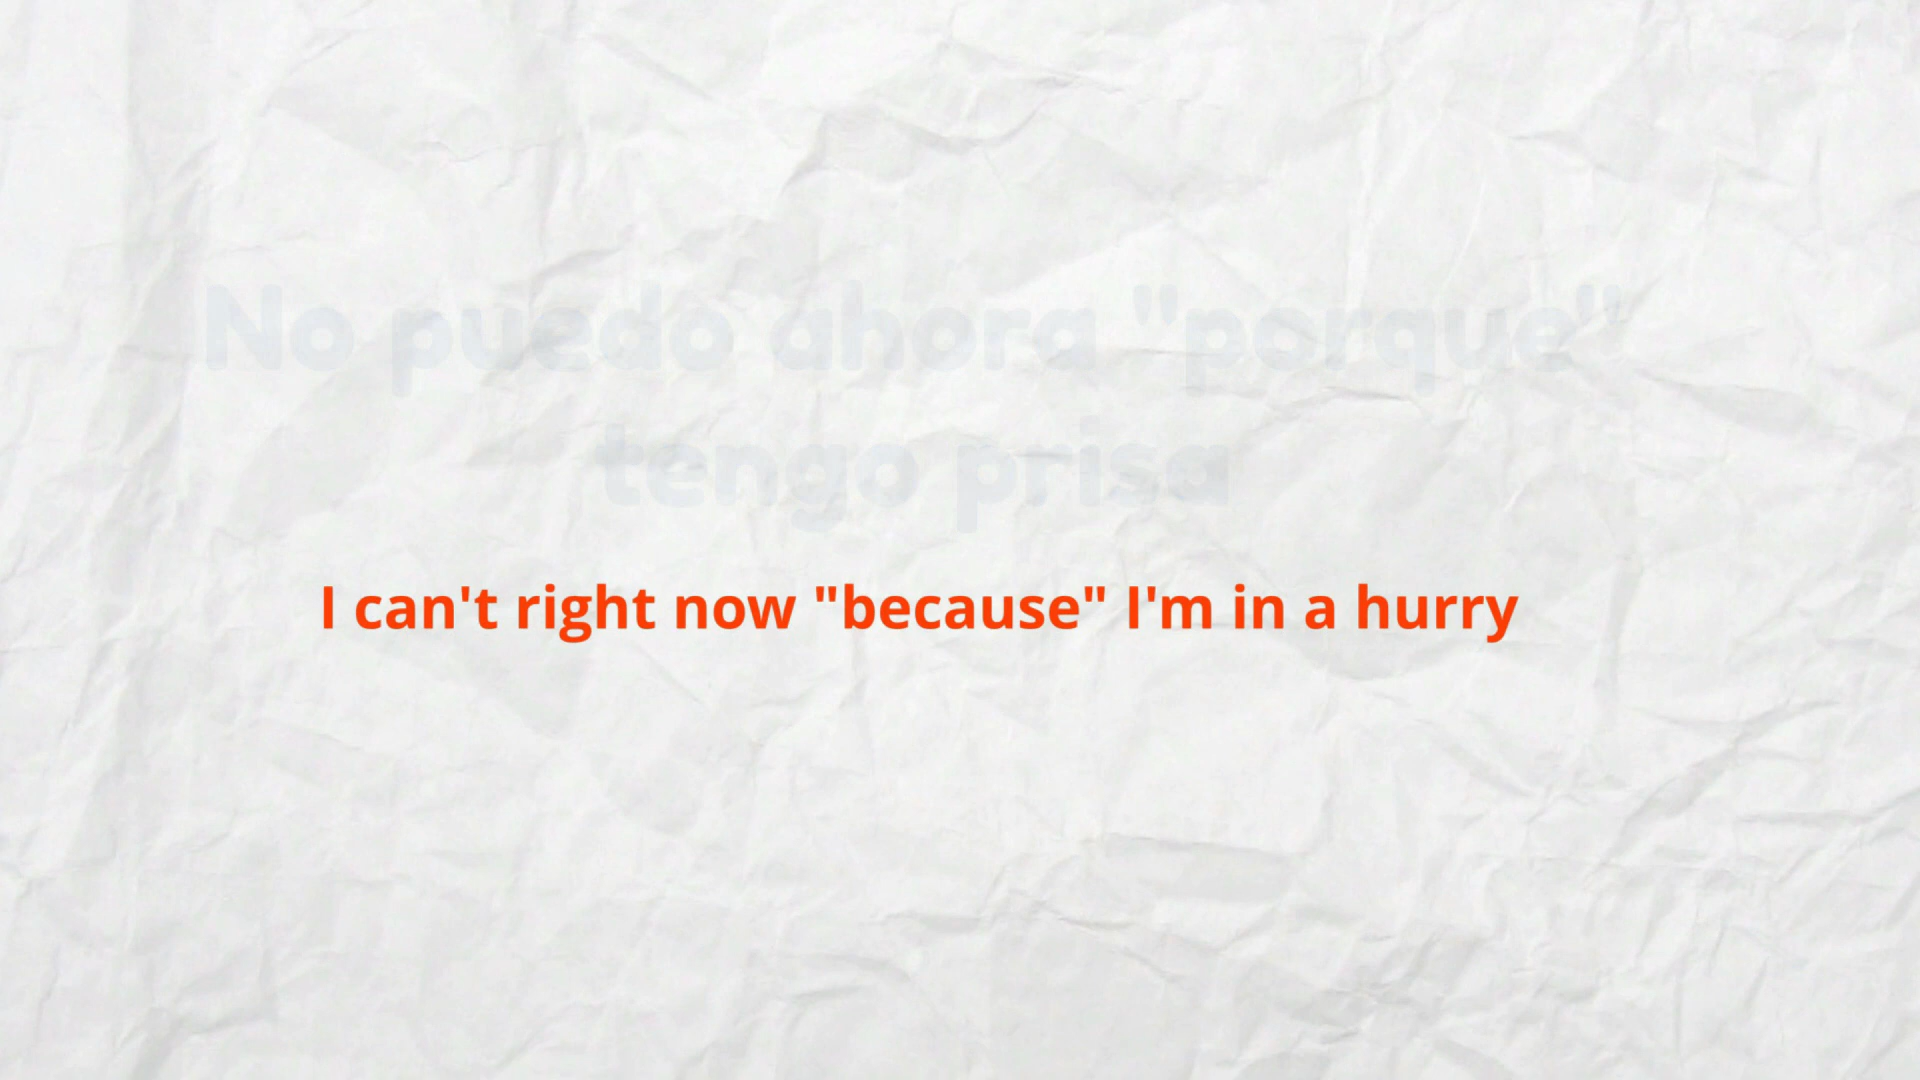 No puedo ahora "porque"
tengo prisa
I can't right now "because" I'm in a hurry